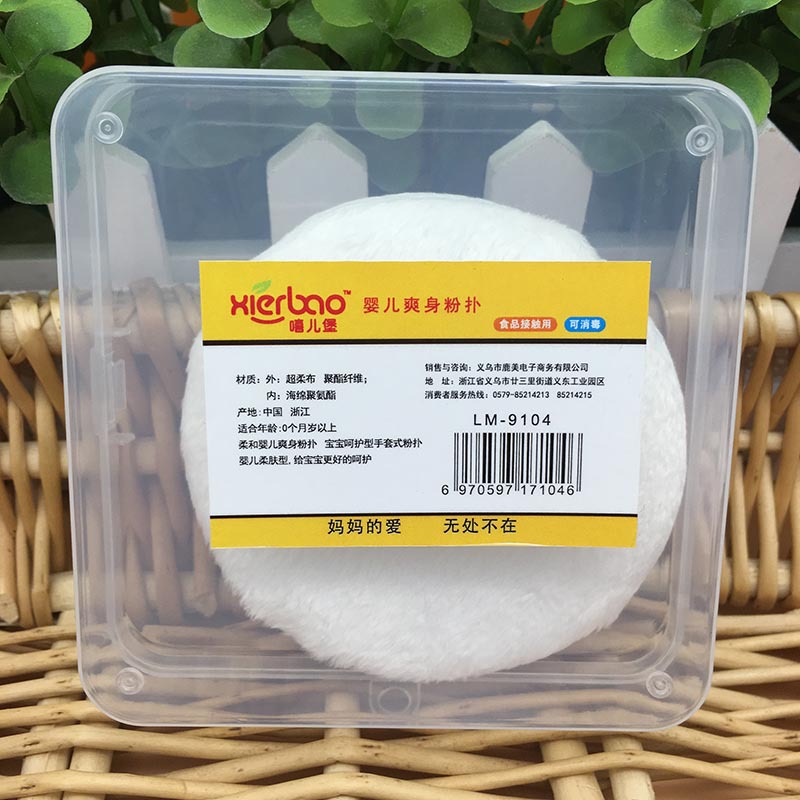 xierbao™
嘻儿堡
婴儿爽身粉扑
食品接触用 可消毒
材质：外：超柔布 聚酯纤维；
内：海绵聚氨酯
产地：中国 浙江
适合年龄：0个月岁以上
柔和婴儿爽身粉扑 宝宝呵护型手套式粉扑
婴儿柔肤型，给宝宝更好的呵护
销售与咨询：义乌市鹿美电子商务有限公司
地 址：浙江省义乌市廿三里街道义东工业园区
消费者服务热线：0579-85214213 85214215
LM-9104
6 970597 171046
妈妈的爱 无处不在